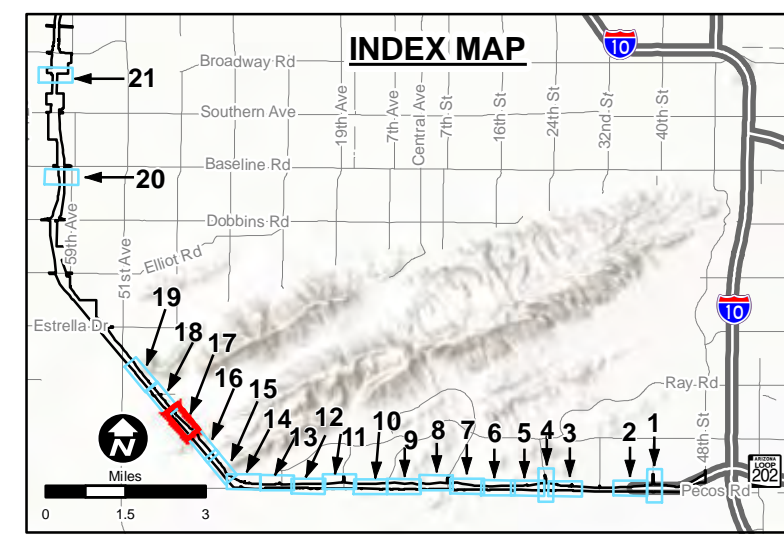 INDEX MAP
10
Broadway Rd
21
Southern Ave
19th Ave
7th Ave
Central Ave
7th St
16th St
24th St
32nd St
40th St
Baseline Rd
20
59th Ave
Dobbins Rd
51st Ave
Elliot Rd
10
Estrella Dr
19
18
17
16
15
14
13
12
11
10
9
8
7
6
5
4
3
2
1
Ray Rd
48th St
N
Miles
0 1.5 3
Pecos Rd
ARIZONA
LOOP
202